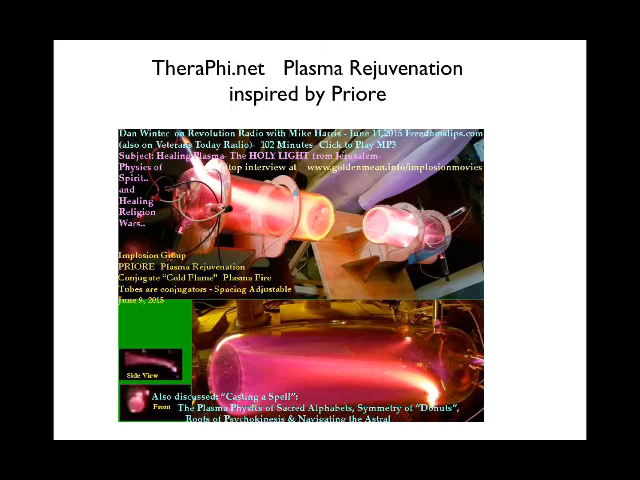 TheraPhi.net Plasma Rejuvenation
inspired by Priore
Dan Winter on Revolution Radio with Mike Harris - June 11,2015 Freedomslips.com
(also on Veterans Today Radio)- 102 Minutes- Click to Play MP3
Subject: Healing Plasma- The HOLY LIGHT from Jerusalem-
Physics of top interview at www.goldenmean.info/implosionmovies
Spirit..
and
Healing
Religion
Wars..
Implosion Group
PRIORE Plasma Rejuvenation
Conjugate "Cold Flame" Plasma Fire
Tubes are conjugators - Spacing Adjustable
June 9, 2015
Side View
Front
Also discussed: "Casting a Spell":
The Plasma Physics of Sacred Alphabets, Symmetry of "Donuts",
Roots of Psychokinesis & Navigating the Astral